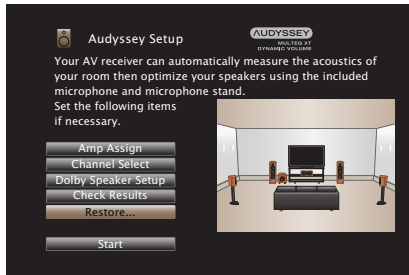 Audyssey Setup
AUDYSSEY
MULTEQ XT
DYNAMIC VOLUME
Your AV receiver can automatically measure the acoustics of
your room then optimize your speakers using the included
microphone and microphone stand.
Set the following items
if necessary.
Amp Assign
Channel Select
Dolby Speaker Setup
Check Results
Restore...
Start